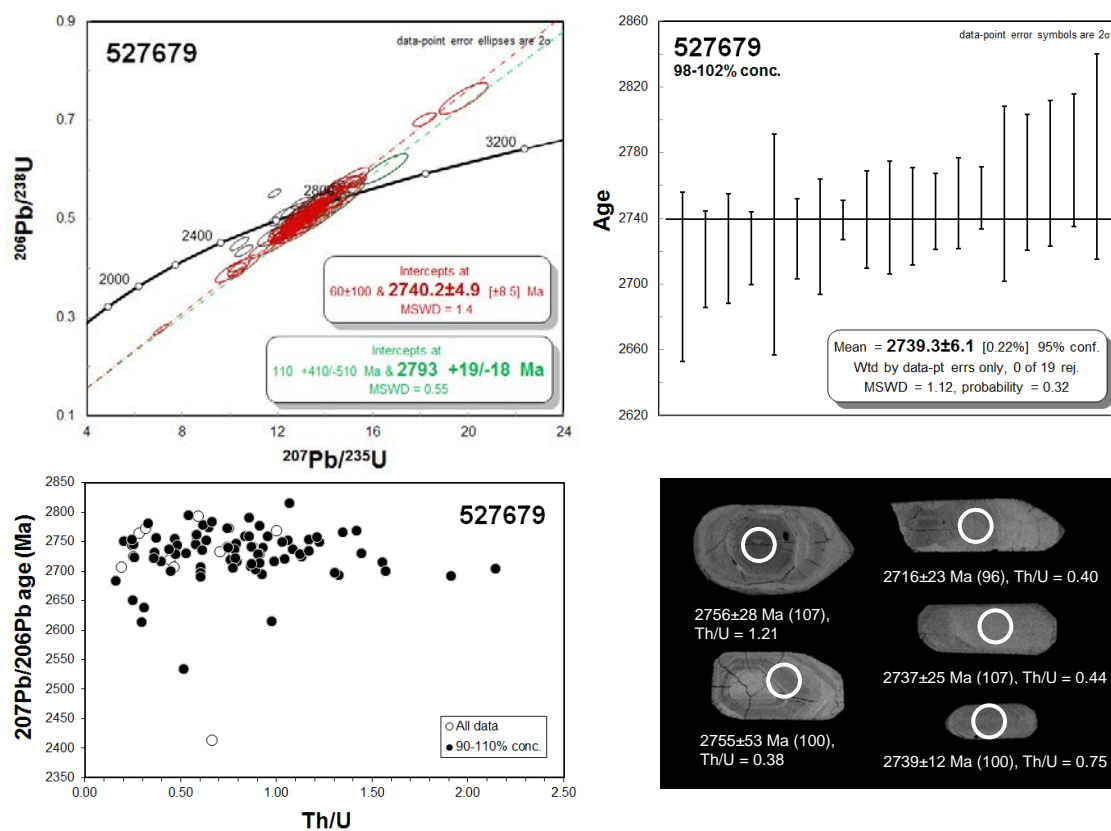 527679
data-point error ellipses are 2σ
0.9
0.7
0.5
0.3
0.1
206Pb/238U
2000
2400
2800
3200
Intercepts at
60±100 & 2740.2±4.9 [±8.5] Ma
MSWD = 1.4
Intercepts at
110 +410/-510 Ma & 2793 +19/-18 Ma
MSWD = 0.55
4 8 12 16 20 24
207Pb/235U
527679
98-102% conc.
data-point error symbols are 2σ
2860
2820
2780
2740
2700
2660
2620
Age
Mean = 2739.3±6.1 [0.22%] 95% conf.
Wtd by data-pt errs only, 0 of 19 rej.
MSWD = 1.12, probability = 0.32
527679
2850
2800
2750
2700
2650
2600
2550
2500
2450
2400
2350
207Pb/206Pb age (Ma)
All data
90-110% conc.
0.00 0.50 1.00 1.50 2.00 2.50
Th/U
2756±28 Ma (107),
Th/U = 1.21
2755±53 Ma (100),
Th/U = 0.38
2716±23 Ma (96), Th/U = 0.40
2737±25 Ma (107), Th/U = 0.44
2739±12 Ma (100), Th/U = 0.75